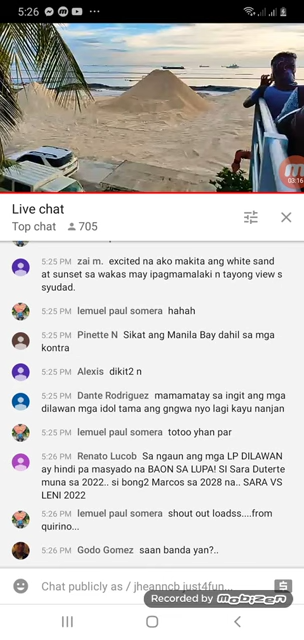 5:26
03:16
Live chat
Top chat 705
5:25 PM zai m. excited na ako makita ang white sand
at sunset sa wakas may ipagmamalaki n tayong view s
syudad.
5:25 PM lemuel paul somera hahah
5:25 PM Pinette N Sikat ang Manila Bay dahil sa mga
kontra
5:25 PM Alexis dikit2 n
5:25 PM Dante Rodriguez mamamatay sa ingit ang mga
dilawan mga idol tama ang gngwa nyo lagi kayu nanjan
5:25 PM lemuel paul somera totoo yhan par
5:26 PM Renato Lucob Sa ngaun ang mga LP DILAWAN
ay hindi pa masyado na BAON SA LUPA! SI Sara Duterte
muna sa 2022.. si bong2 Marcos sa 2028 na.. SARA VS
LENI 2022
5:26 PM lemuel paul somera shout out loadss....from
quirino...
5:26 PM Godo Gomez saan banda yan?..
Chat publicly as / jheanncb just4fun...
Recorded by mobizen